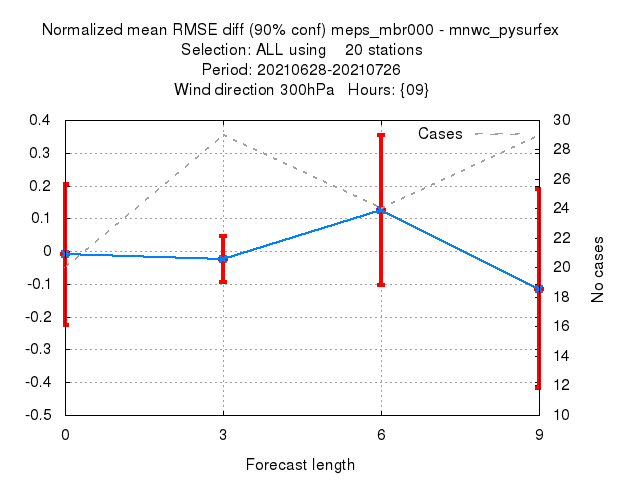 Normalized mean RMSE diff (90% conf) meps_mbr000 - mnwc_pysurfex
Selection: ALL using    20 stations
Period: 20210628-20210726
Wind direction 300hPa   Hours: {09}
Cases
0.4
0.3
0.2
0.1
0
-0.1
-0.2
-0.3
-0.4
-0.5
30
28
26
24
22
20
18
16
14
12
10
No cases
0 3 6 9
Forecast length